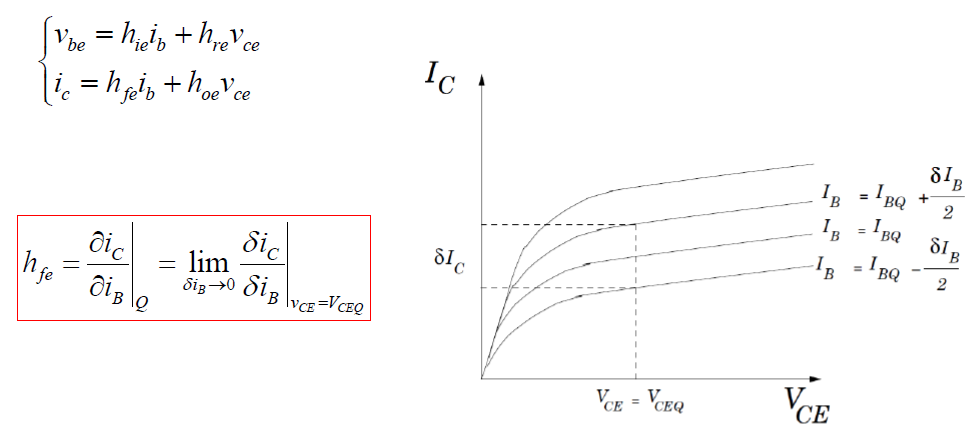 v_be = h_ie i_b + h_re v_ce
i_c = h_fe i_b + h_oe v_ce
h_fe = ∂i_C/∂i_B |_Q = lim_{δi_B→0} δi_C/δi_B |_{v_CE=V_CEQ}
I_C
I_B = I_BQ + δI_B/2
I_B = I_BQ
δI_C
I_B = I_BQ − δI_B/2
V_CE = V_CEQ
V_CE